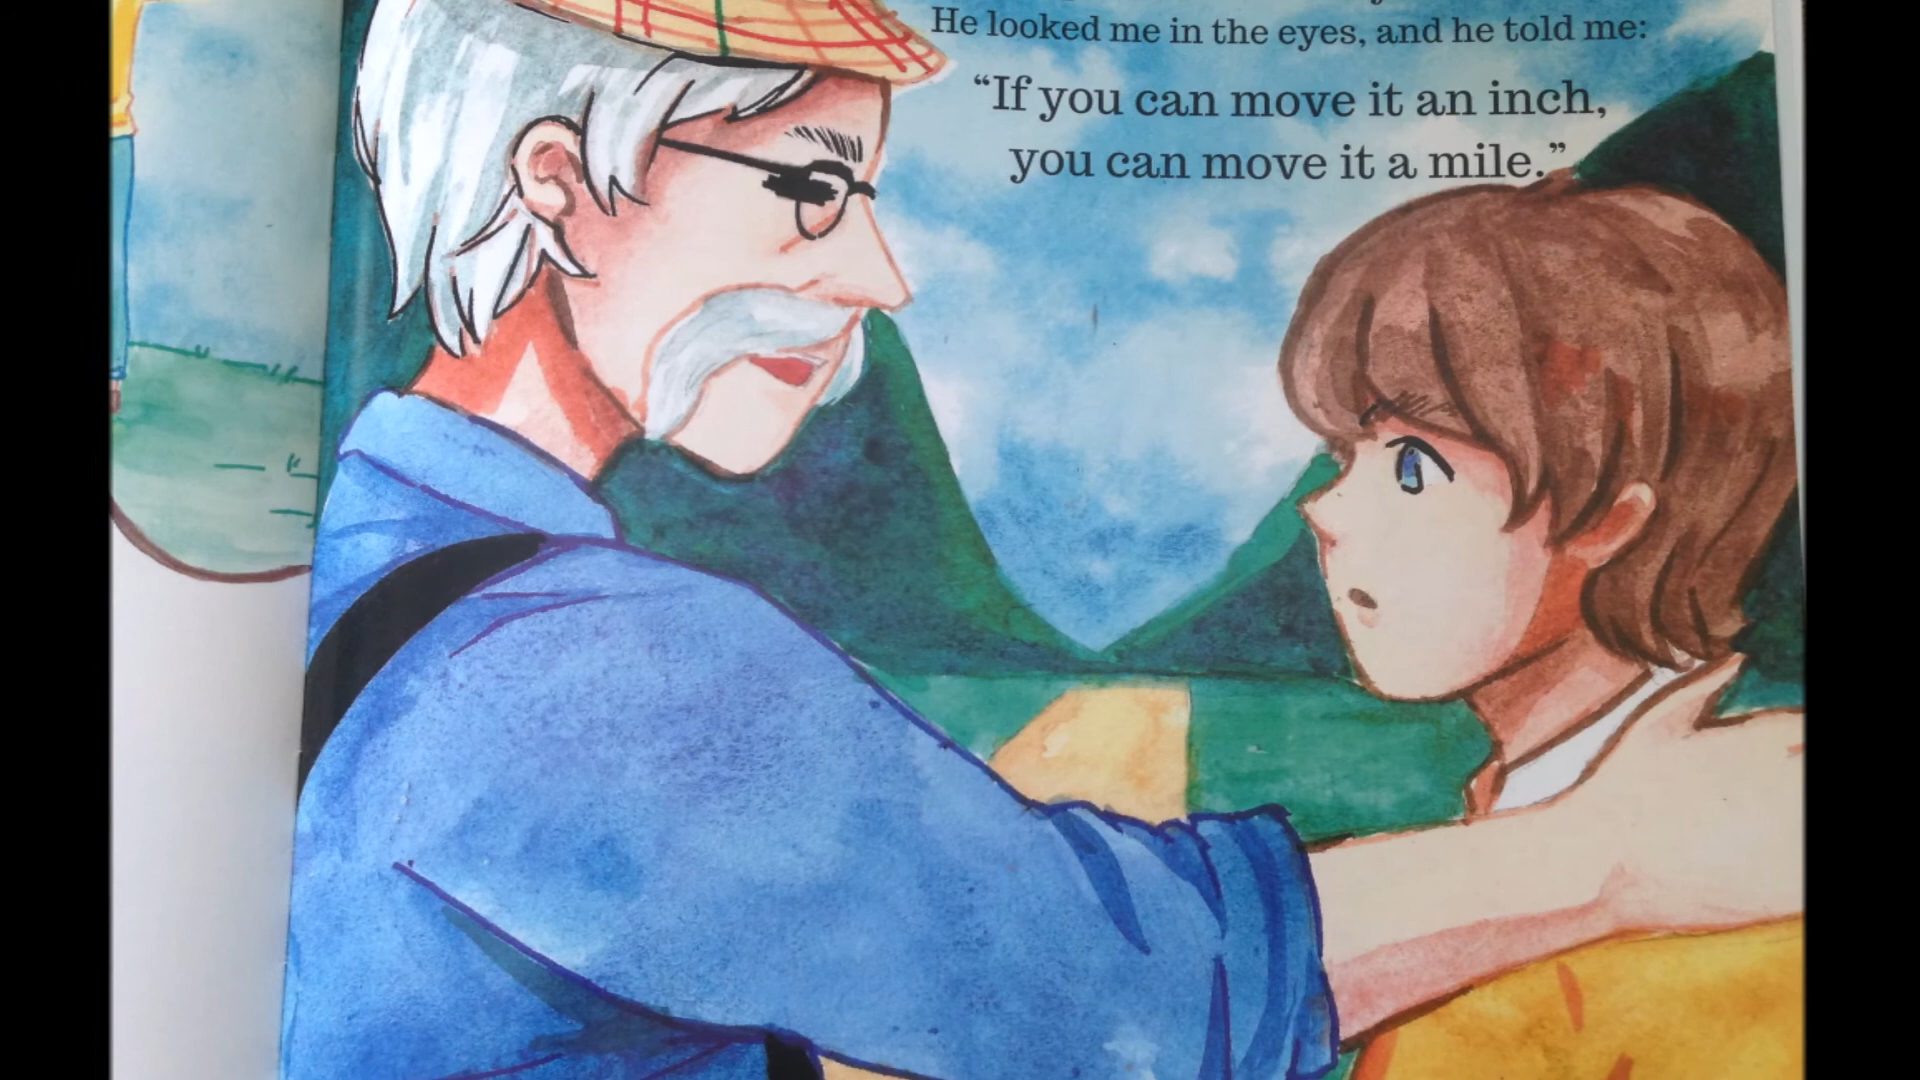 He looked me in the eyes, and he told me:
“If you can move it an inch,
you can move it a mile.”